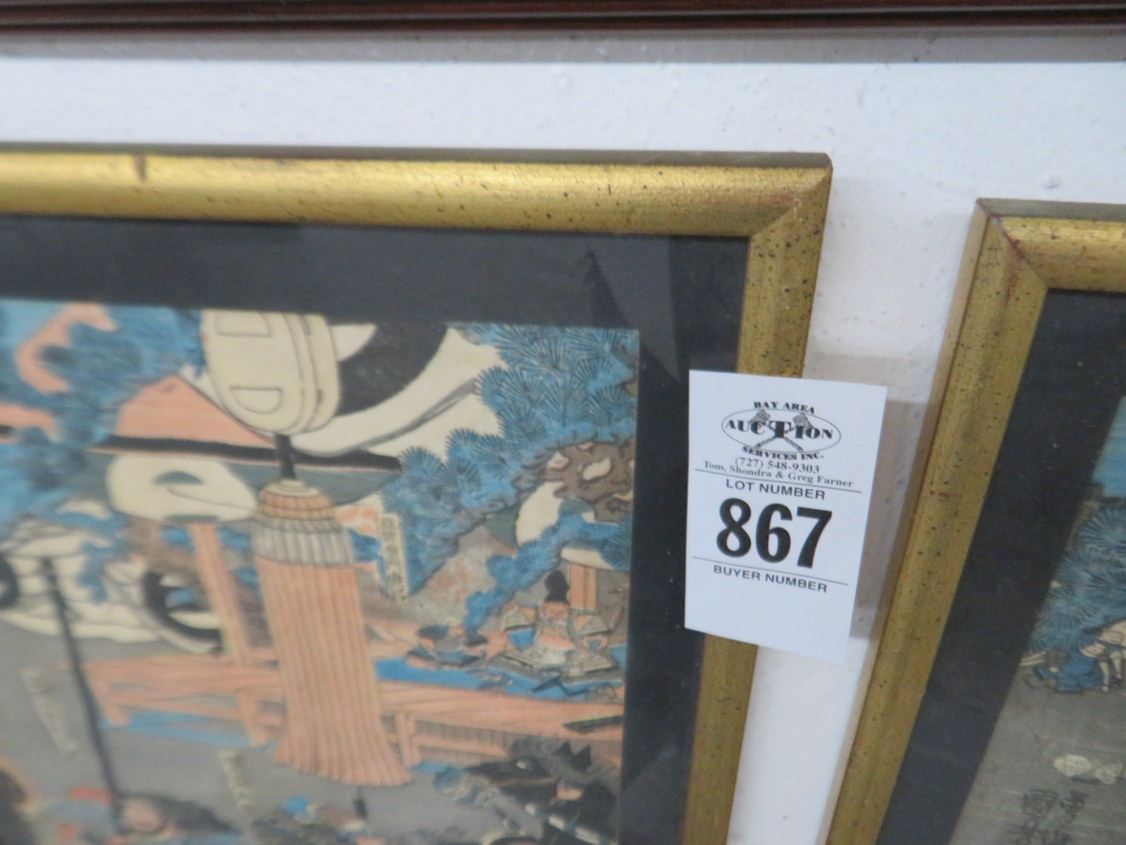 BAY AREA
AUCTION
SERVICES INC.
(727) 548-9303
Tom, Shondra & Greg Farner
LOT NUMBER
867
BUYER NUMBER